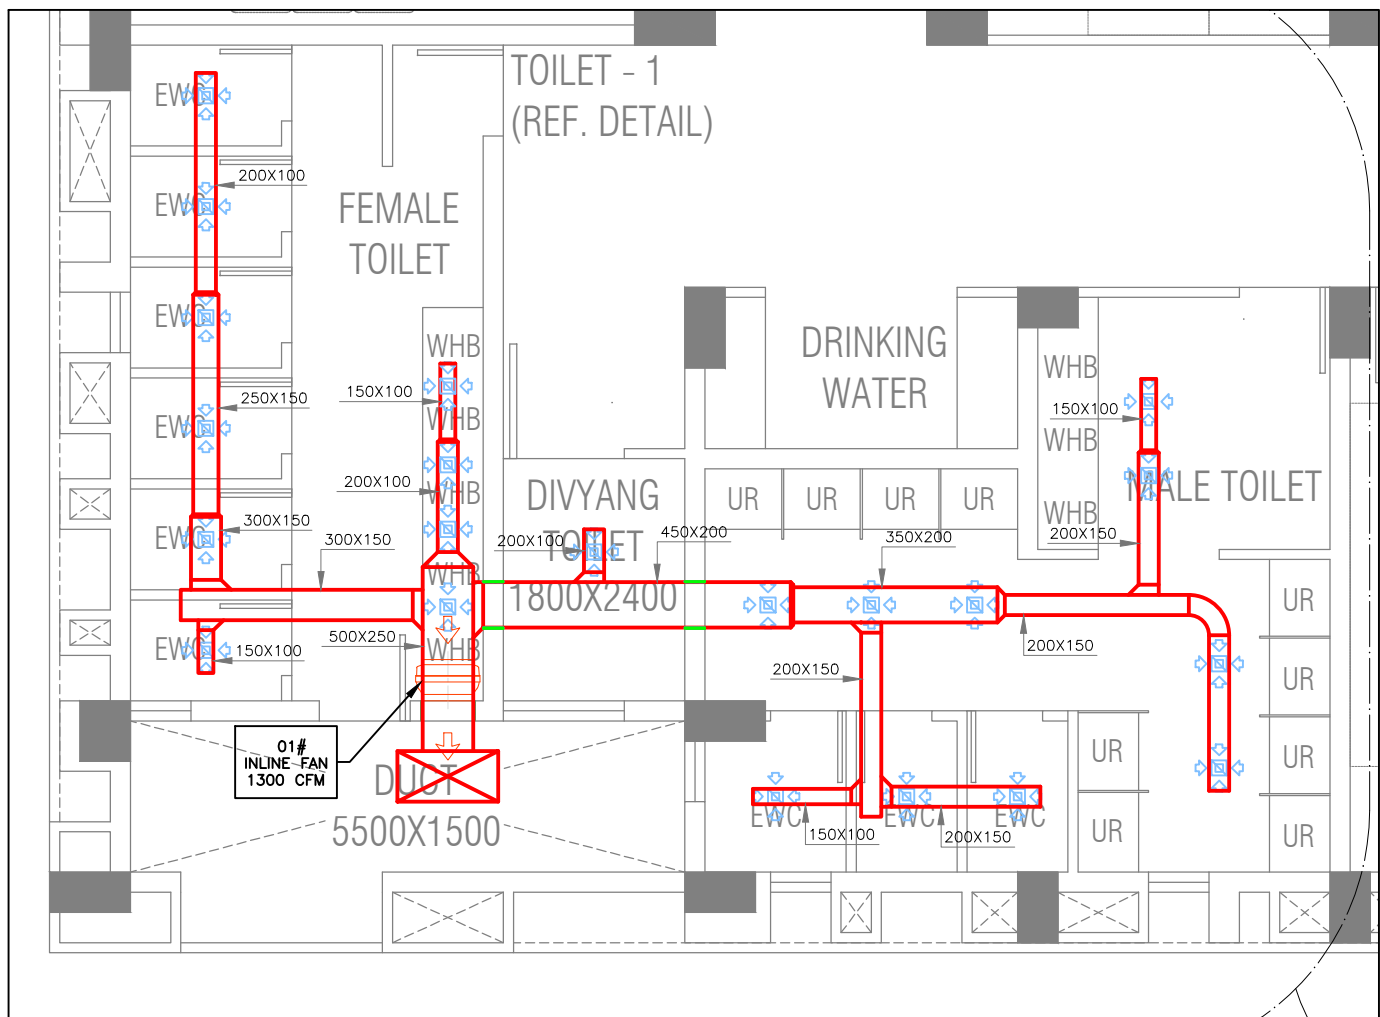 TOILET - 1
(REF. DETAIL)
EWC
200X100
EWC
FEMALE
TOILET
EWC
DRINKING
WATER
WHB
WHB
150X100
250X150
150X100
WHB
EWC
WHB
200X100
WHB
DIVYANG
TOILET
1800X2400
UR
UR
UR
UR
MALE TOILET
WHB
300X150
EWC
300X150
200X100
450X200
350X200
200X150
WHB
UR
500X250
WHB
EWC
150X100
200X150
200X150
UR
01#
INLINE FAN
1300 CFM
DUCT
5500X1500
UR
UR
EWC
EWC
EWC
150X100
200X150
UR
UR